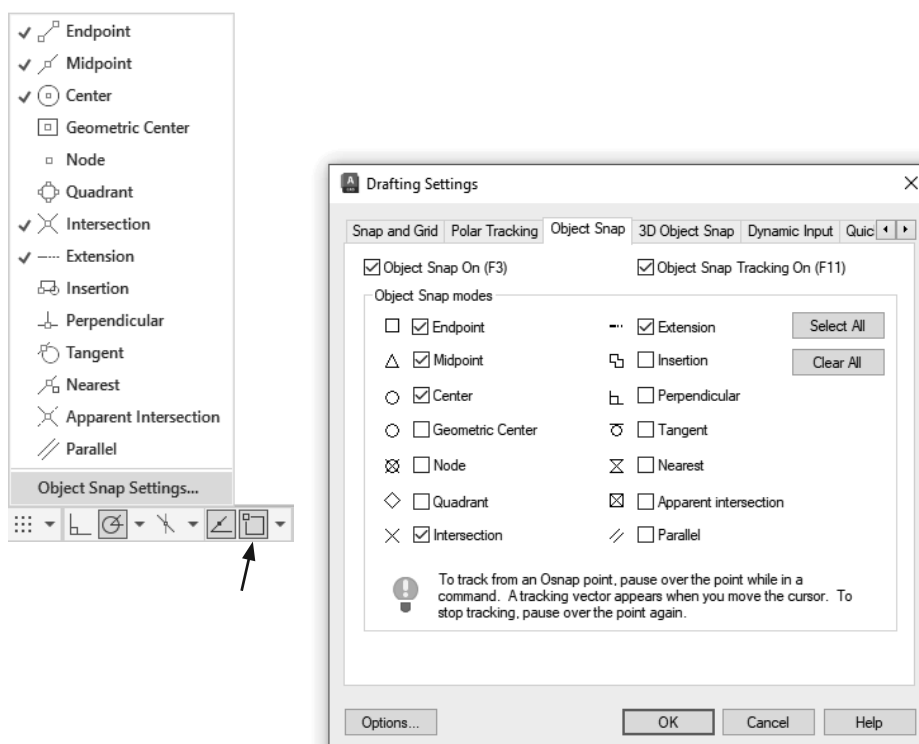 Endpoint
Midpoint
Center
Geometric Center
Node
Quadrant
Intersection
Extension
Insertion
Perpendicular
Tangent
Nearest
Apparent Intersection
Parallel
Object Snap Settings...
Drafting Settings
Snap and Grid Polar Tracking Object Snap 3D Object Snap Dynamic Input Quic
Object Snap On (F3) Object Snap Tracking On (F11)
Object Snap modes
Endpoint Extension Select All
Midpoint Insertion Clear All
Center Perpendicular
Geometric Center Tangent
Node Nearest
Quadrant Apparent intersection
Intersection Parallel
To track from an Osnap point, pause over the point while in a
command. A tracking vector appears when you move the cursor. To
stop tracking, pause over the point again.
Options... OK Cancel Help